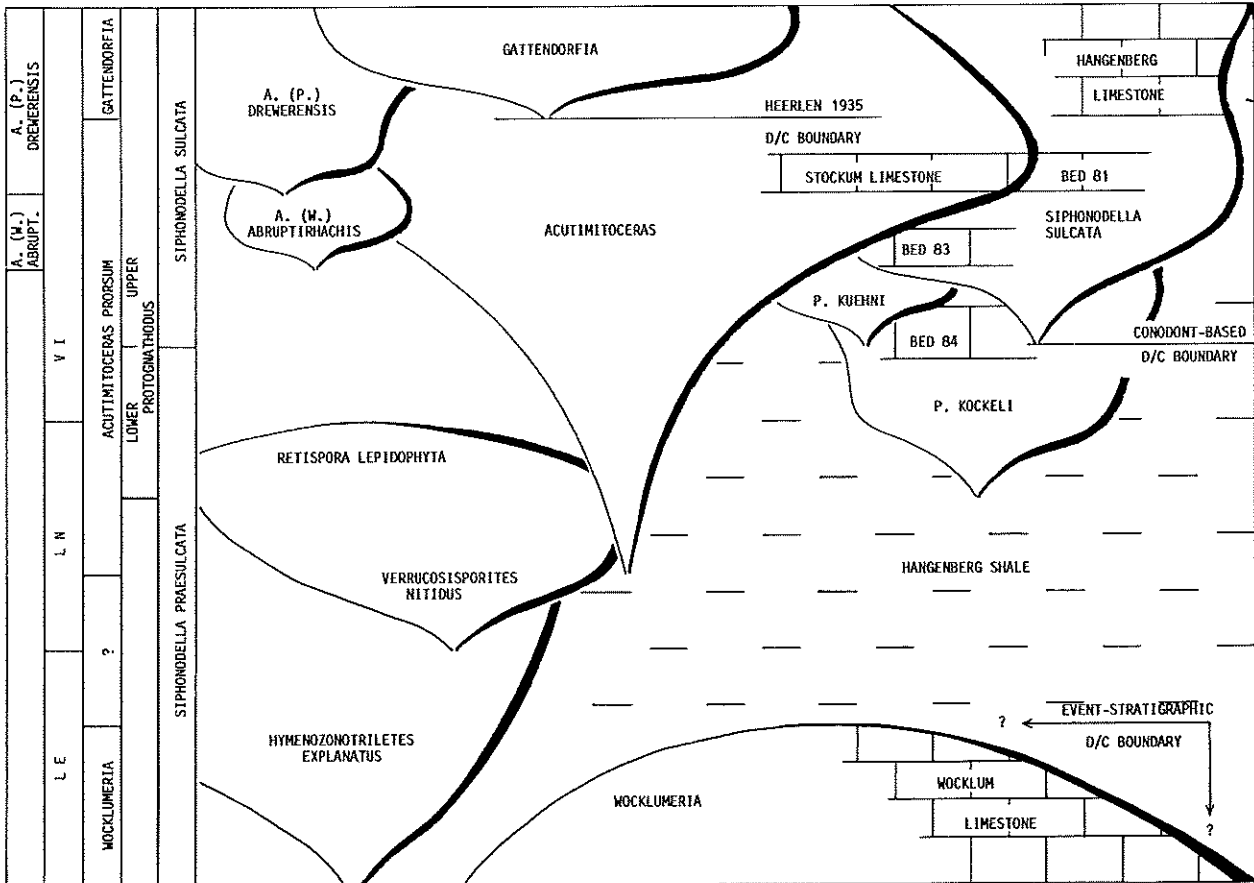 A. (P.)
DREWERENSIS
A. (W.)
ABRUPT.
V I
L N
L E
GATTENDORFIA
ACUTIMITOCERAS PRORSUM
?
WOCKLUMERIA
UPPER
LOWER
PROTOGNATHODUS
SIPHONODELLA SULCATA
SIPHONODELLA PRAESULCATA
GATTENDORFIA
HANGENBERG
LIMESTONE
A. (P.)
DREWERENSIS
HEERLEN 1935
D/C BOUNDARY
STOCKUM LIMESTONE
BED 81
A. (W.)
ABRUPTIRHACHIS
ACUTIMITOCERAS
SIPHONODELLA
SULCATA
BED 83
P. KUEHNI
BED 84
CONODONT-BASED
D/C BOUNDARY
P. KOCKELI
RETISPORA LEPIDOPHYTA
HANGENBERG SHALE
VERRUCOSISPORITES
NITIDUS
EVENT-STRATIGRAPHIC
?
D/C BOUNDARY
HYMENOZONOTRILETES
EXPLANATUS
WOCKLUM
WOCKLUMERIA
LIMESTONE
?